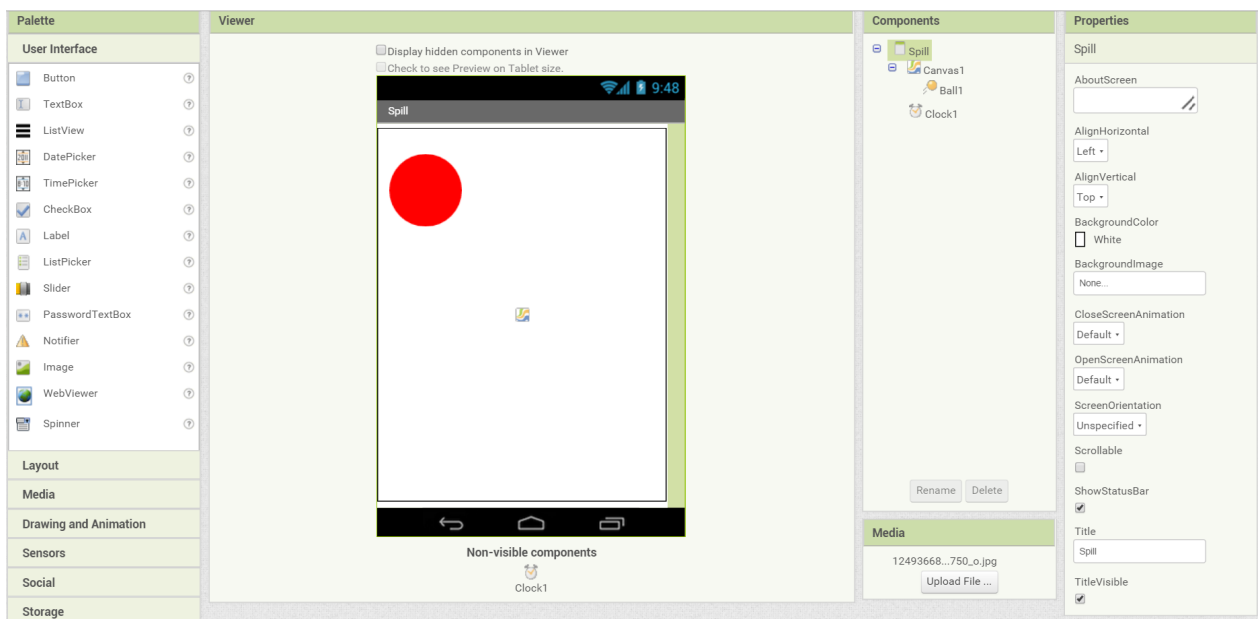 Palette
User Interface
Button
TextBox
ListView
DatePicker
TimePicker
CheckBox
Label
ListPicker
Slider
PasswordTextBox
Notifier
Image
WebViewer
Spinner
Layout
Media
Drawing and Animation
Sensors
Social
Storage
Viewer
Display hidden components in Viewer
Check to see Preview on Tablet size.
9:48
Spill
Non-visible components
Clock1
Components
Spill
Canvas1
Ball1
Clock1
Rename Delete
Media
12493668...750_o.jpg
Upload File ...
Properties
Spill
AboutScreen
AlignHorizontal
Left
AlignVertical
Top
BackgroundColor
White
BackgroundImage
None...
CloseScreenAnimation
Default
OpenScreenAnimation
Default
ScreenOrientation
Unspecified
Scrollable
ShowStatusBar
Title
Spill
TitleVisible